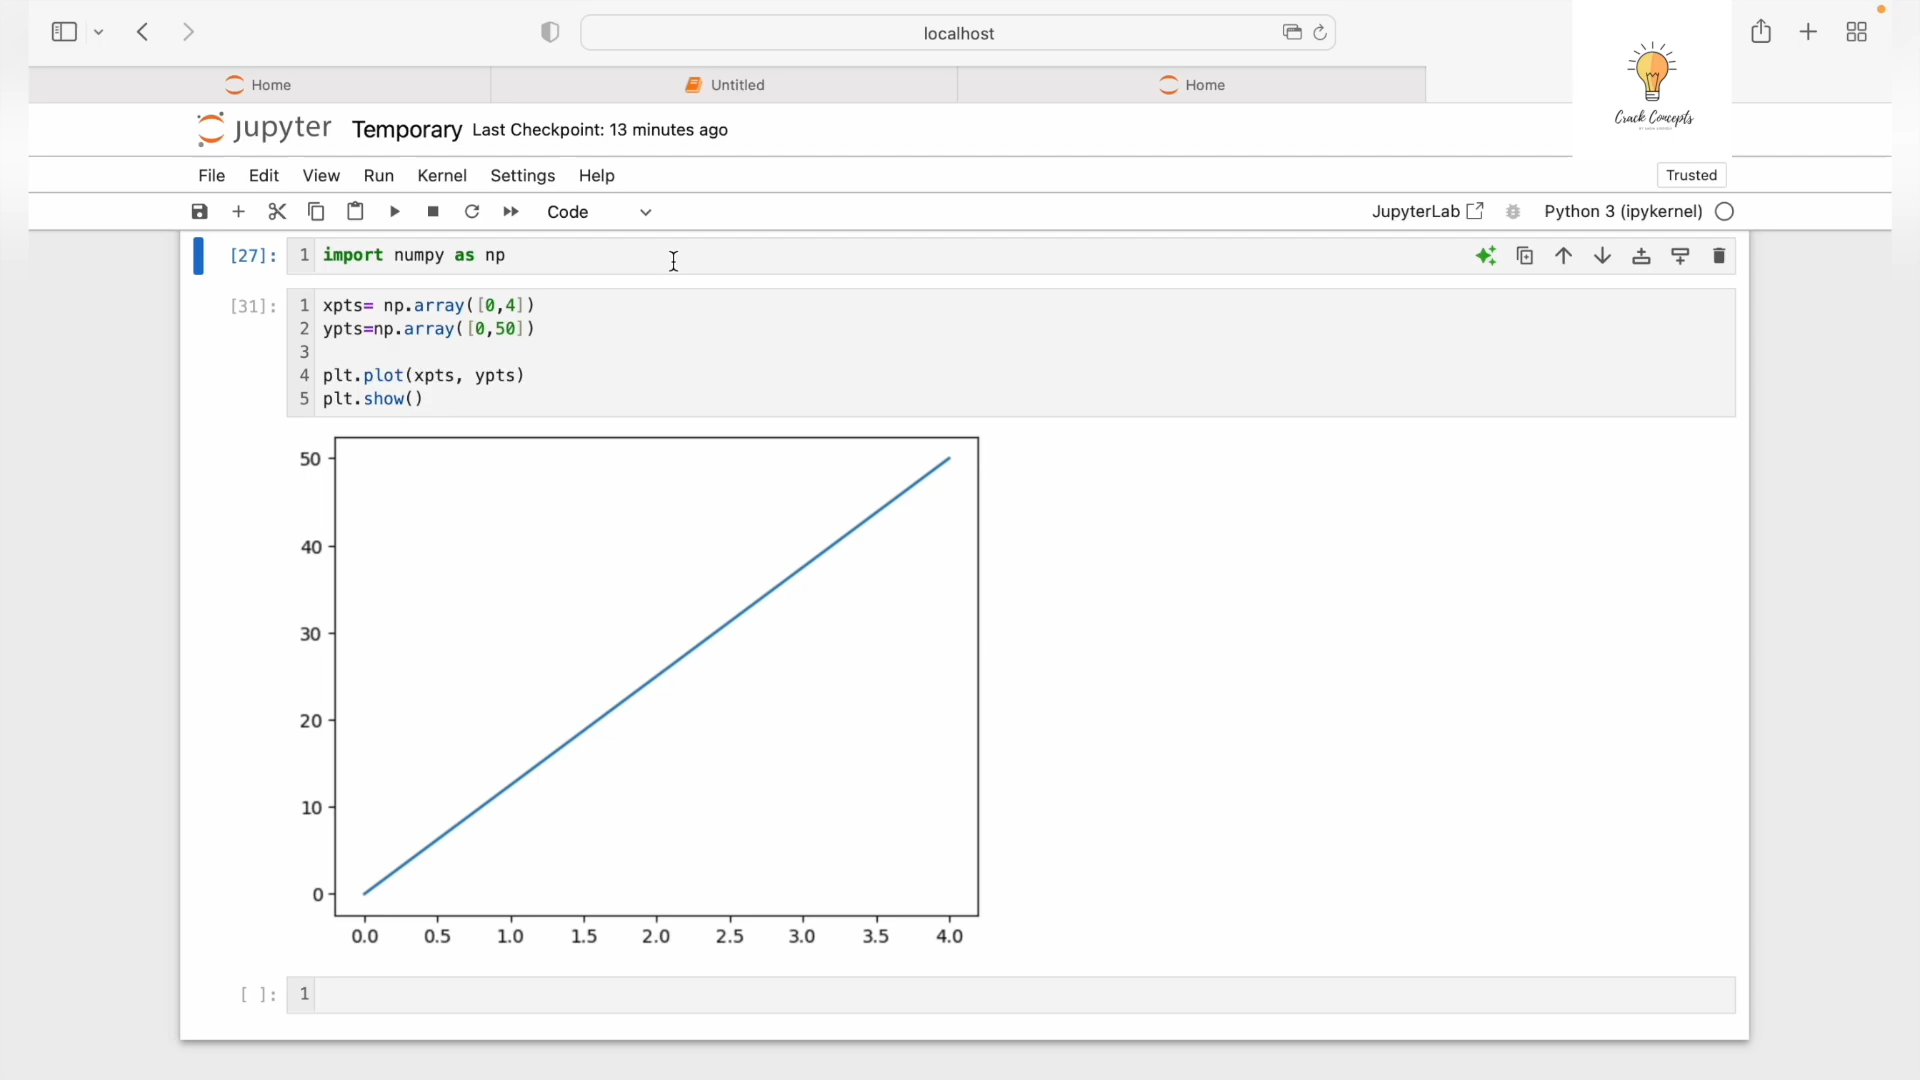 localhost
Home
Untitled
Home
Crack Concepts
jupyter Temporary Last Checkpoint: 13 minutes ago
File Edit View Run Kernel Settings Help
Trusted
Code
JupyterLab
Python 3 (ipykernel)
[27]: 1 import numpy as np
[31]: 1 xpts= np.array([0,4])
2 ypts=np.array([0,50])
3
4 plt.plot(xpts, ypts)
5 plt.show()
50
40
30
20
10
0
0.0 0.5 1.0 1.5 2.0 2.5 3.0 3.5 4.0
[ ]: 1